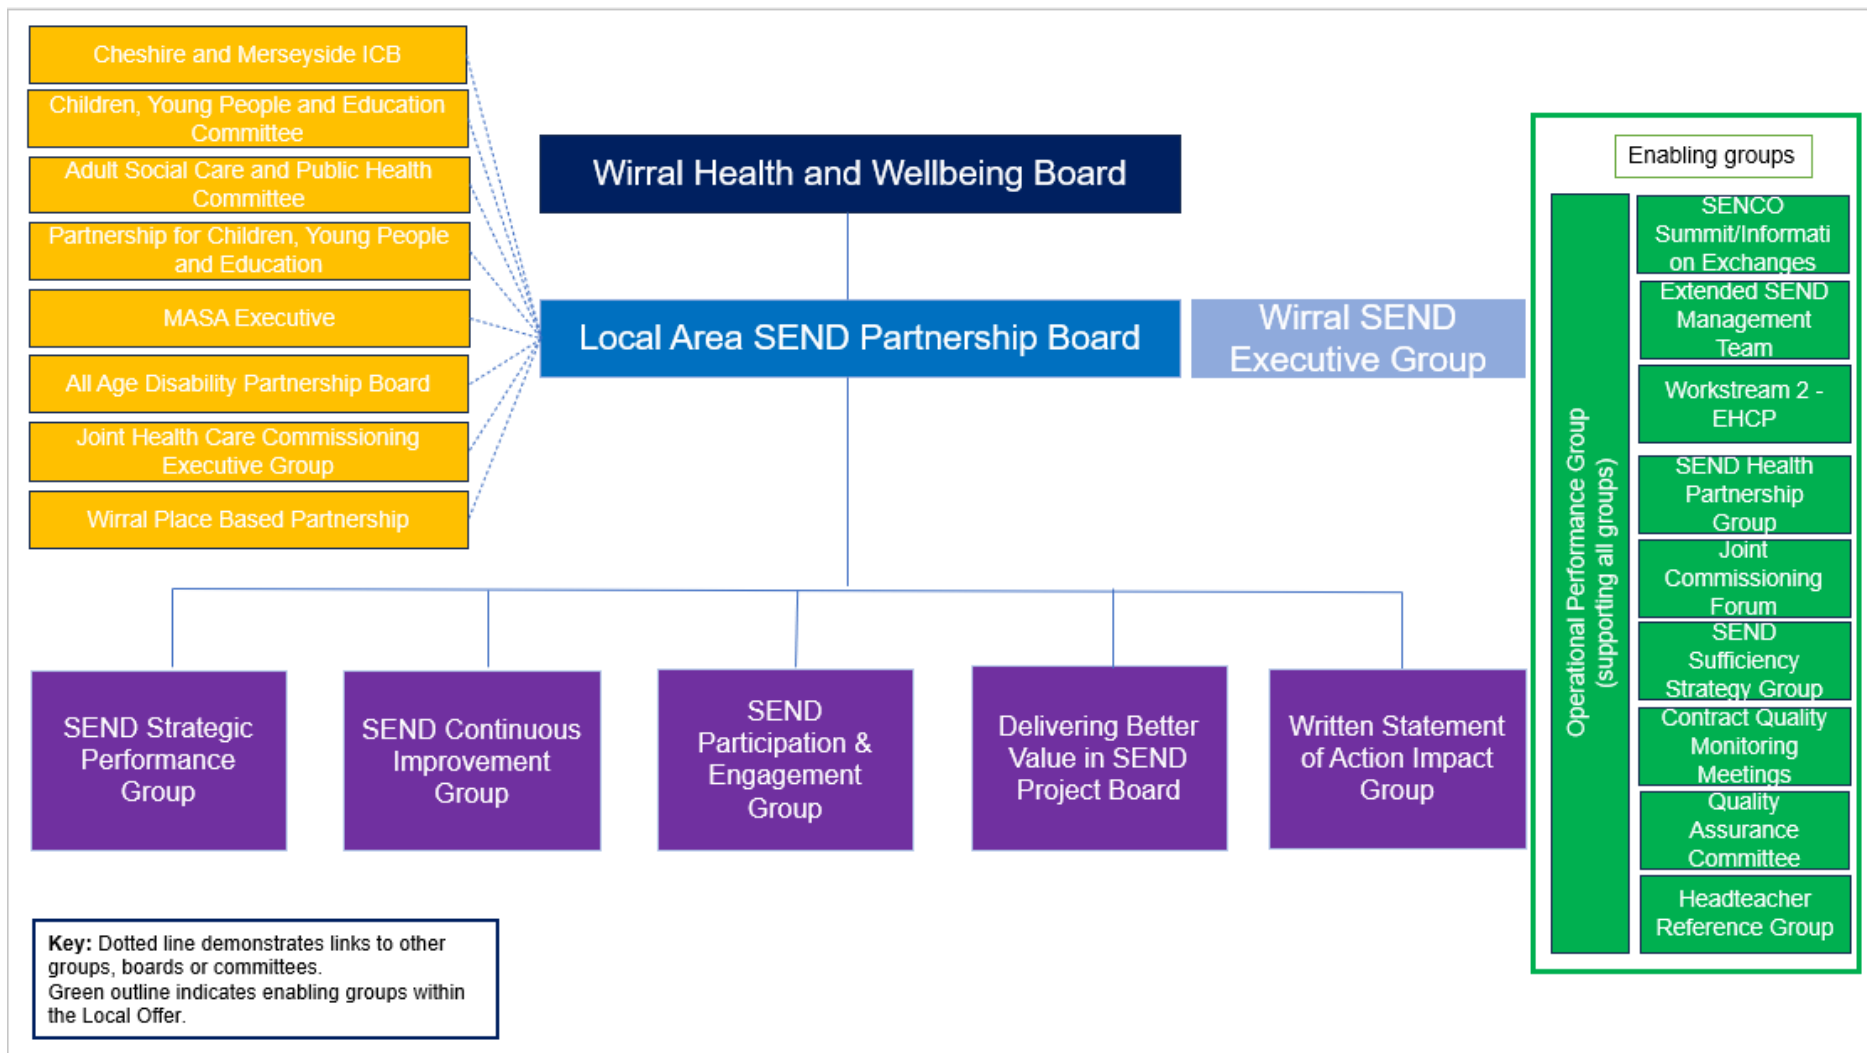 Cheshire and Merseyside ICB
Children, Young People and Education
Committee
Adult Social Care and Public Health
Committee
Partnership for Children, Young People
and Education
MASA Executive
All Age Disability Partnership Board
Joint Health Care Commissioning
Executive Group
Wirral Place Based Partnership
Wirral Health and Wellbeing Board
Local Area SEND Partnership Board
Wirral SEND
Executive Group
SEND Strategic
Performance
Group
SEND Continuous
Improvement
Group
SEND
Participation &
Engagement
Group
Delivering Better
Value in SEND
Project Board
Written Statement
of Action Impact
Group
Enabling groups
Operational Performance Group
(supporting all groups)
SENCO
Summit/Informati
on Exchanges
Extended SEND
Management
Team
Workstream 2 -
EHCP
SEND Health
Partnership
Group
Joint
Commissioning
Forum
SEND
Sufficiency
Strategy Group
Contract Quality
Monitoring
Meetings
Quality
Assurance
Committee
Headteacher
Reference Group
Key: Dotted line demonstrates links to other
groups, boards or committees.
Green outline indicates enabling groups within
the Local Offer.